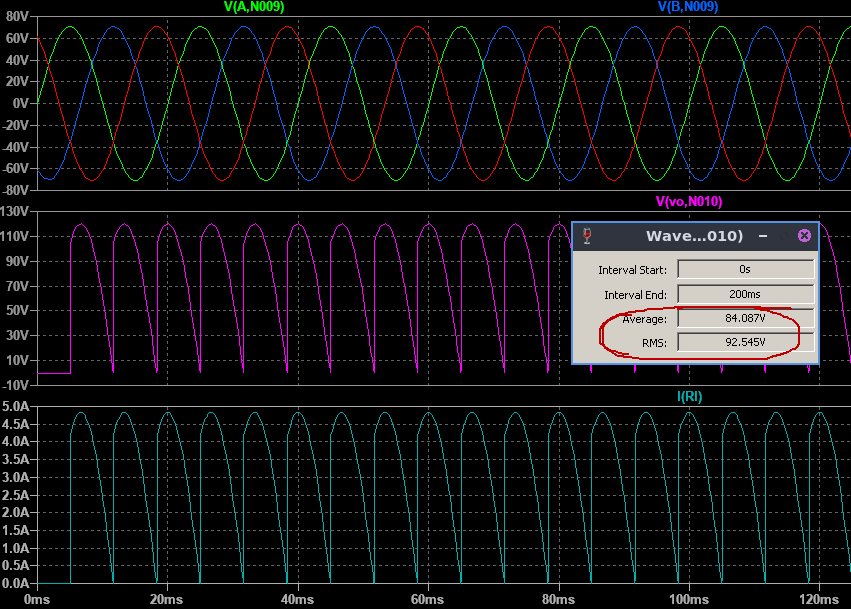 V(A,N009) V(B,N009)
80V
60V
40V
20V
0V
-20V
-40V
-60V
-80V
V(vo,N010)
130V
110V
90V
70V
50V
30V
10V
-10V
Wave...010)
Interval Start: 0s
Interval End: 200ms
Average: 84.087V
RMS: 92.545V
I(Rl)
5.0A
4.5A
4.0A
3.5A
3.0A
2.5A
2.0A
1.5A
1.0A
0.5A
0.0A
0ms 20ms 40ms 60ms 80ms 100ms 120ms